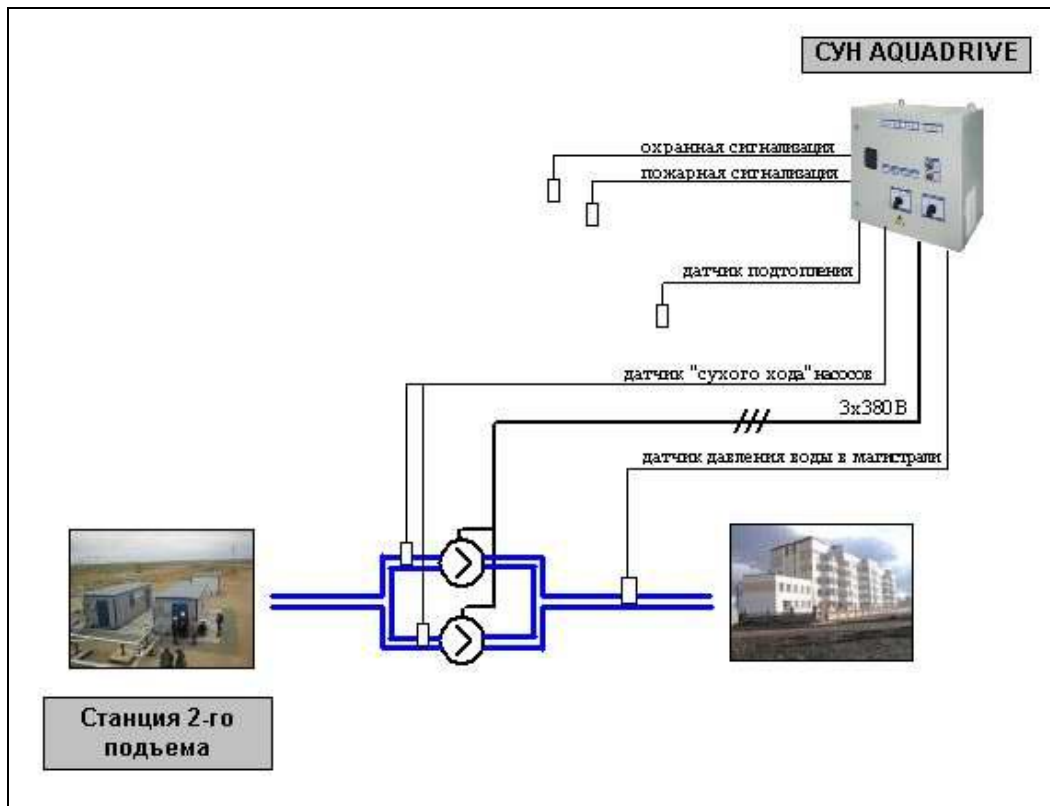 СУН AQUADRIVE
охранная сигнализация
пожарная сигнализация
датчик подтопления
датчик "сухого хода" насосов
3x380 В
датчик давления воды в магистрали
Станция 2-го
подъема